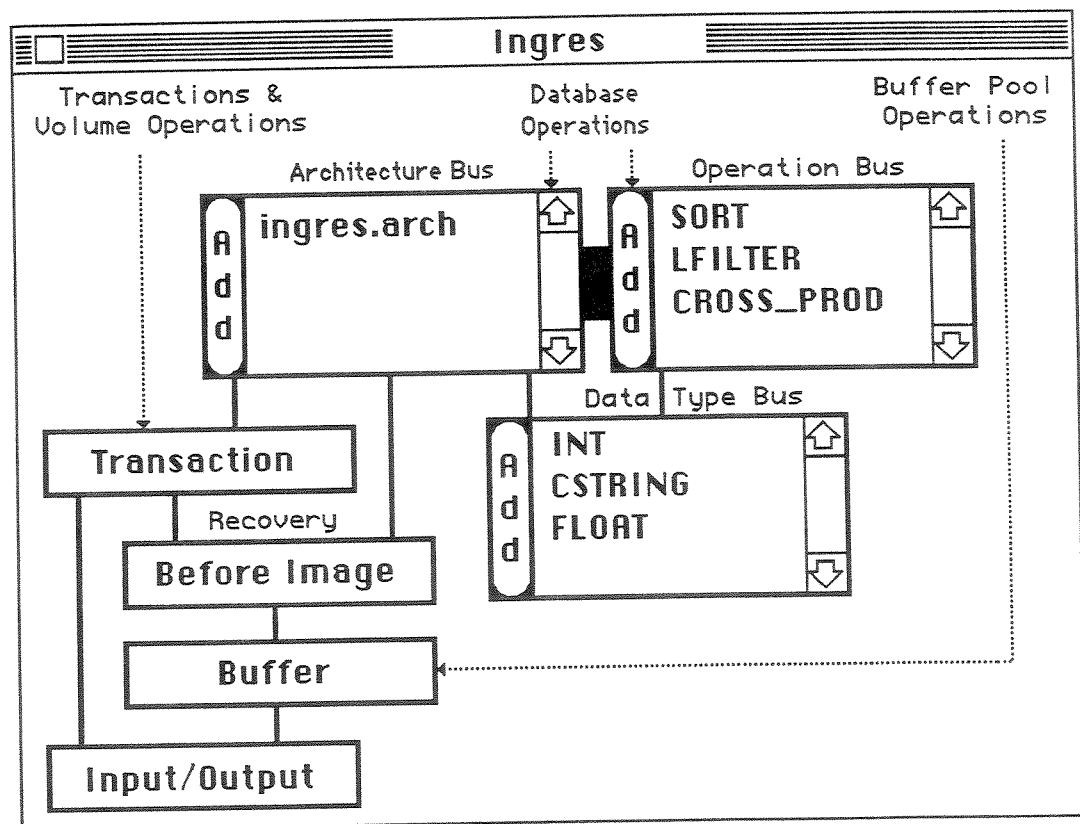 Ingres
Transactions &
Volume Operations
Database
Operations
Buffer Pool
Operations
Architecture Bus
Operation Bus
Add
ingres.arch
Add
SORT
LFILTER
CROSS_PROD
Data Type Bus
Add
INT
CSTRING
FLOAT
Transaction
Recovery
Before Image
Buffer
Input/Output